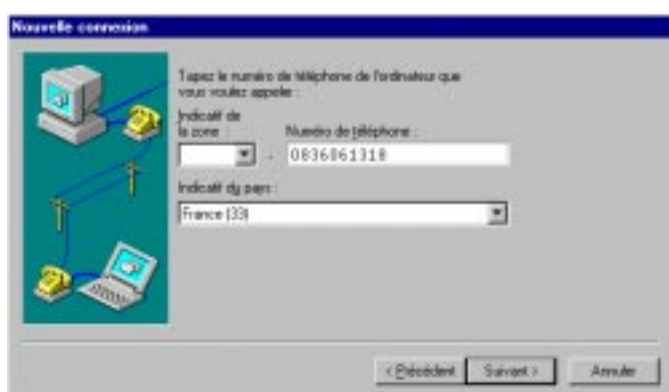 Nouvelle connexion
Tapez le numéro de téléphone de l'ordinateur que
vous voulez appeler :
Indicatif de
la zone :
Numéro de téléphone :
- 0836061318
Indicatif du pays :
France (33)
< Précédent Suivant > Annuler